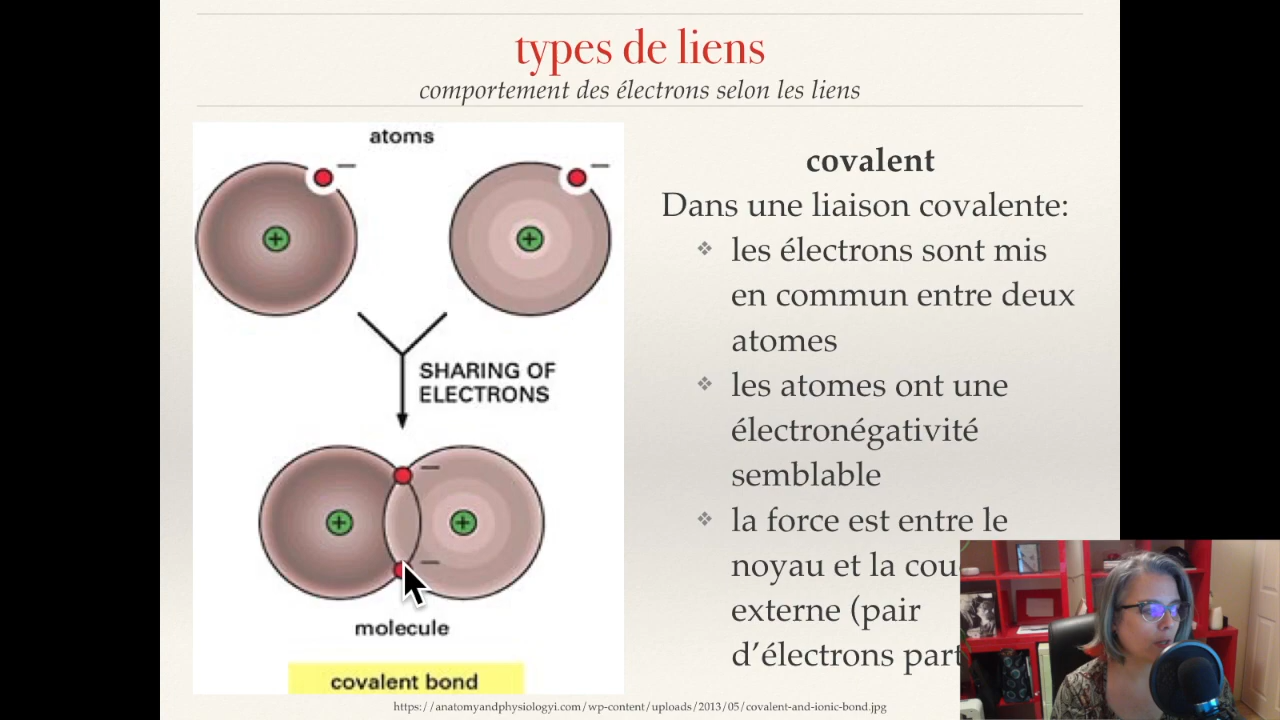 types de liens
comportement des électrons selon les liens
atoms
SHARING OF
ELECTRONS
molecule
covalent bond
covalent
Dans une liaison covalente:
❖ les électrons sont mis
en commun entre deux
atomes
❖ les atomes ont une
électronégativité
semblable
❖ la force est entre le
noyau et la
externe (pair
d'électrons
https://anatomyandphysiologyi.com/wp-content/uploads/2013/05/covalent-and-ionic-bond.jpg